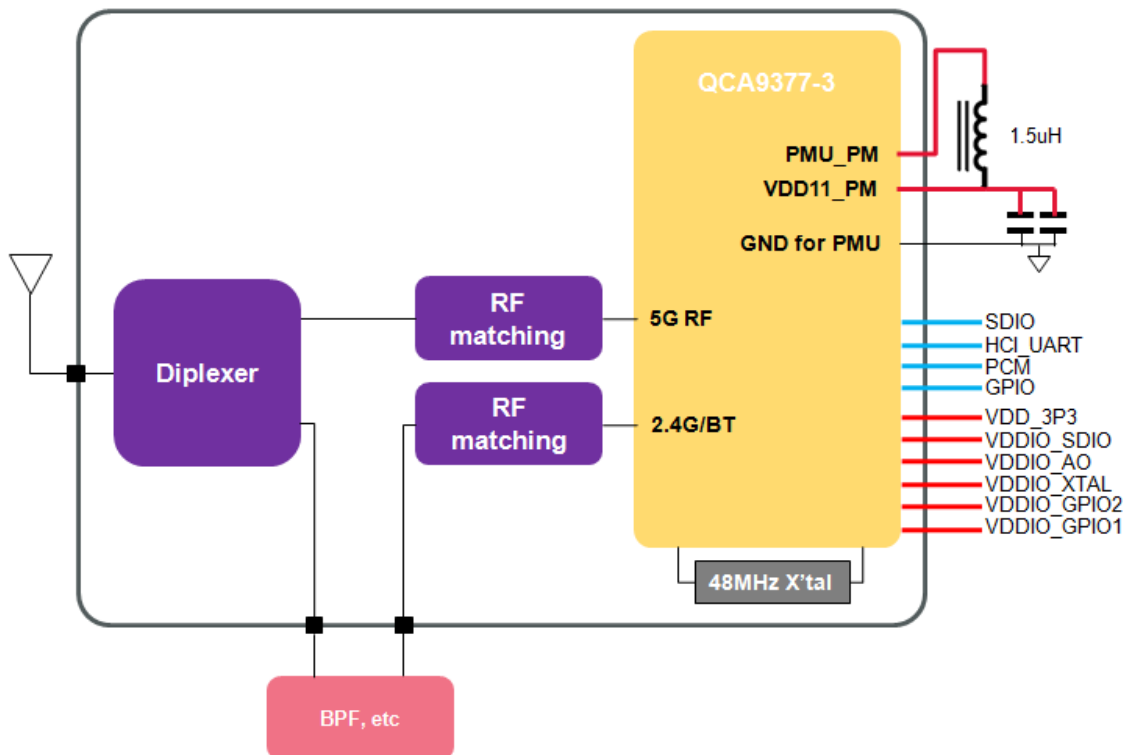 QCA9377-3
PMU_PM
1.5uH
VDD11_PM
GND for PMU
RF
matching
5G RF
Diplexer
RF
matching
2.4G/BT
SDIO
HCI_UART
PCM
GPIO
VDD_3P3
VDDIO_SDIO
VDDIO_AO
VDDIO_XTAL
VDDIO_GPIO2
VDDIO_GPIO1
48MHz X'tal
BPF, etc